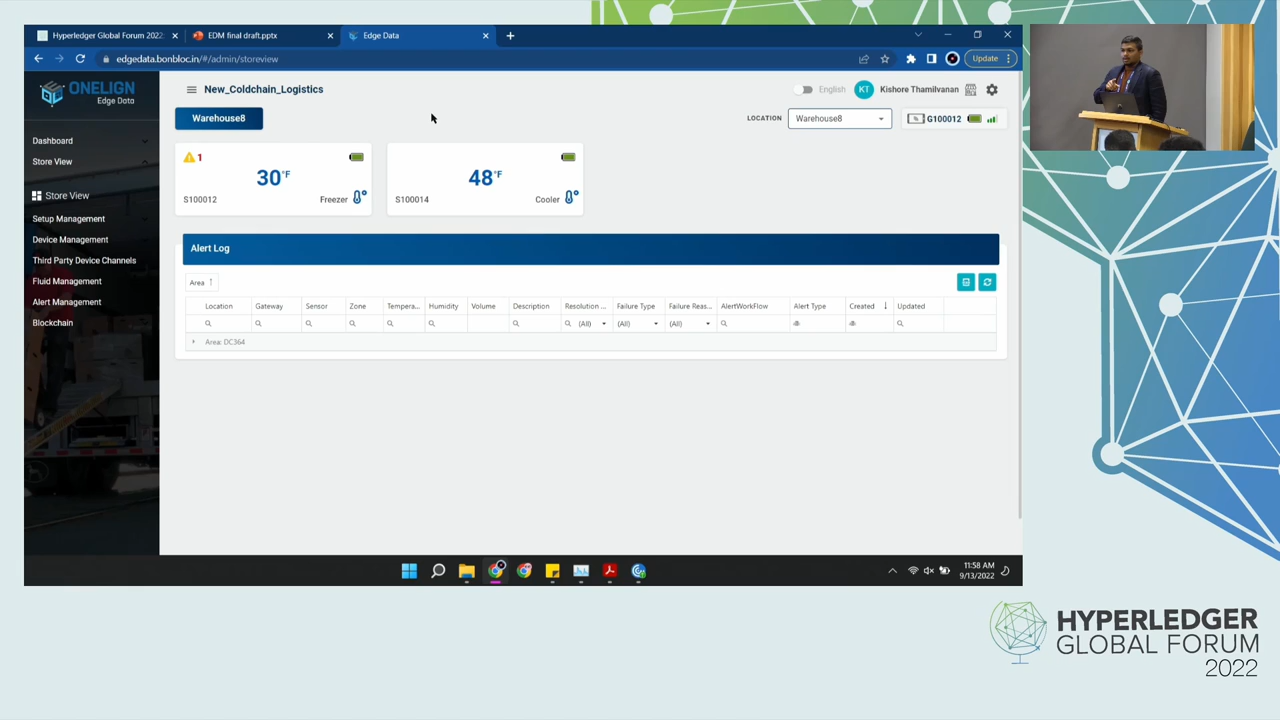 Hyperledger Global Forum 2022:
EDM final draft.pptx
Edge Data
edgedata.bonbloc.in/#/admin/storeview
Update
ONELIGN
Edge Data
New_Coldchain_Logistics
English
KT
Kishore Thamilvanan
Warehouse8
LOCATION
Warehouse8
G100012
Dashboard
Store View
Store View
Setup Management
Device Management
Third Party Device Channels
Fluid Management
Alert Management
Blockchain
1
30°F
S100012
Freezer
48°F
S100014
Cooler
Alert Log
Area ↑
Location Gateway Sensor Zone Tempera... Humidity Volume Description Resolution ... Failure Type Failure Reas... AlertWorkFlow Alert Type Created ↓ Updated
(All) (All) (All)
Area: DC364
11:58 AM
9/13/2022
HYPERLEDGER
GLOBAL FORUM
2022